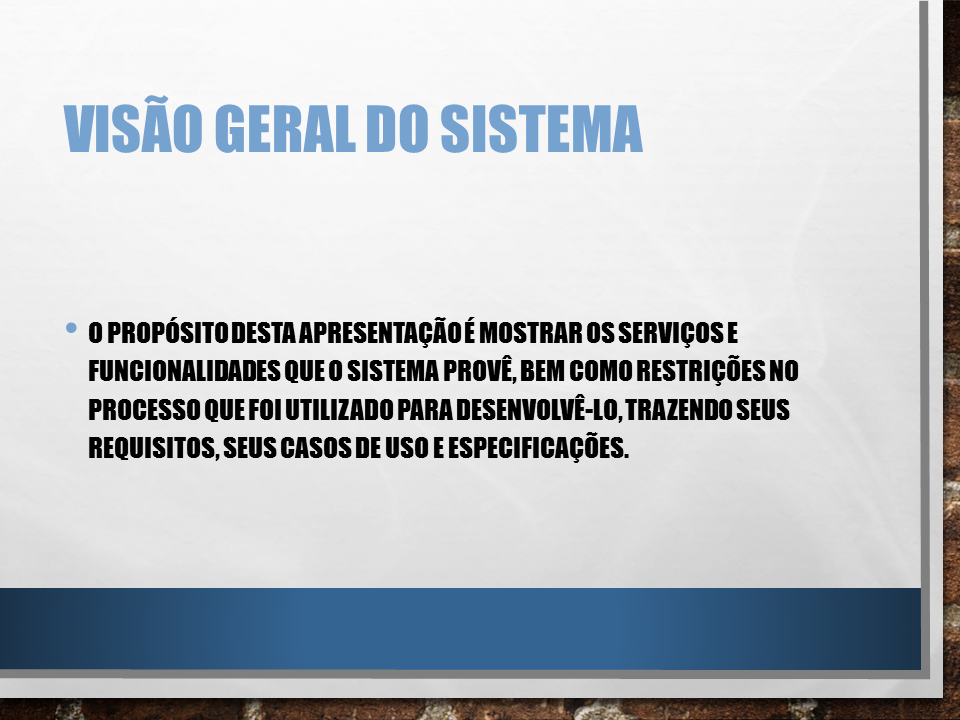 VISÃO GERAL DO SISTEMA
• O PROPÓSITO DESTA APRESENTAÇÃO É MOSTRAR OS SERVIÇOS E
FUNCIONALIDADES QUE O SISTEMA PROVÊ, BEM COMO RESTRIÇÕES NO
PROCESSO QUE FOI UTILIZADO PARA DESENVOLVÊ-LO, TRAZENDO SEUS
REQUISITOS, SEUS CASOS DE USO E ESPECIFICAÇÕES.